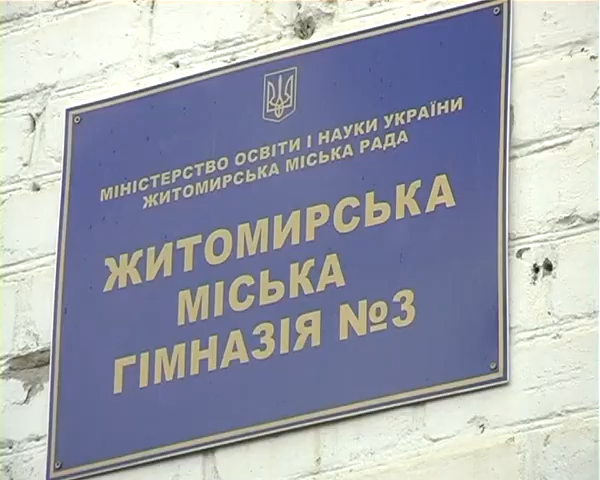 МІНІСТЕРСТВО ОСВІТИ І НАУКИ УКРАЇНИ
ЖИТОМИРСЬКА МІСЬКА РАДА
ЖИТОМИРСЬКА
МІСЬКА
ГІМНАЗІЯ №3